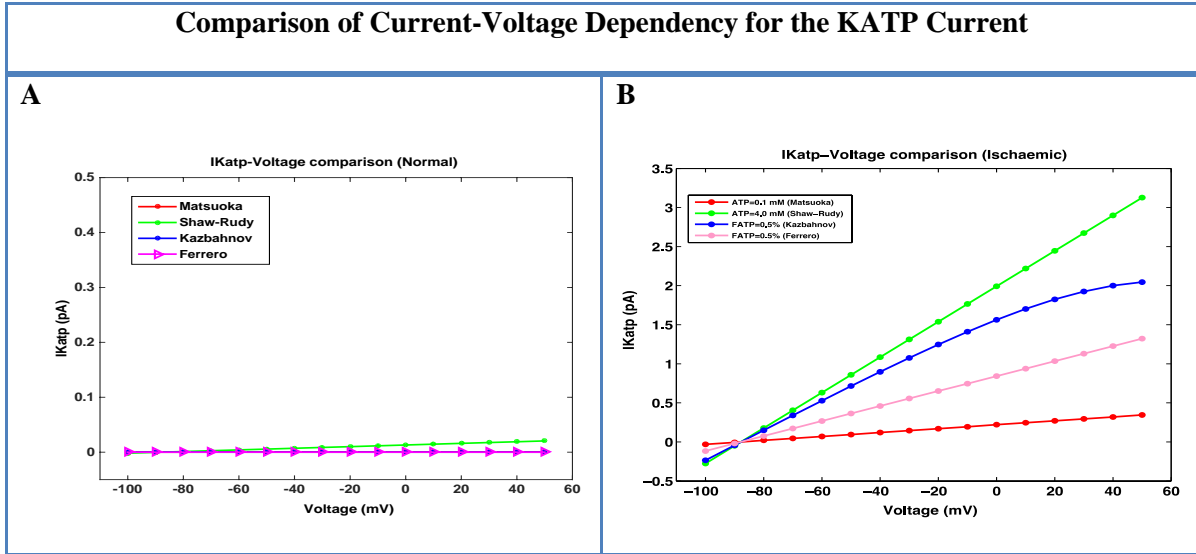 Comparison of Current-Voltage Dependency for the KATP Current
A
IKatp-Voltage comparison (Normal)
0.5
0.4
0.3
0.2
0.1
0
IKatp (pA)
Matsuoka
Shaw-Rudy
Kazbahnov
Ferrero
-100 -80 -60 -40 -20 0 20 40 60
Voltage (mV)
B
IKatp–Voltage comparison (Ischaemic)
3.5
3
2.5
2
1.5
1
0.5
0
−0.5
IKatp (pA)
ATP=0.1 mM (Matsuoka)
ATP=4.0 mM (Shaw–Rudy)
FATP=0.5% (Kazbahnov)
FATP=0.5% (Ferrero)
−100 −80 −60 −40 −20 0 20 40 60
Voltage (mV)